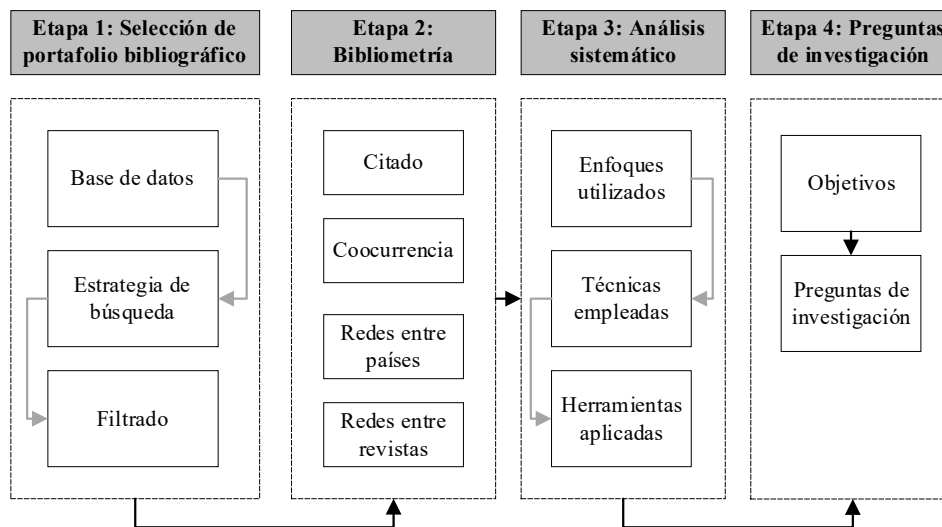 Etapa 1: Selección de
portafolio bibliográfico
Etapa 2:
Bibliometría
Etapa 3: Análisis
sistemático
Etapa 4: Preguntas
de investigación
Base de datos
Estrategia de
búsqueda
Filtrado
Citado
Coocurrencia
Redes entre
países
Redes entre
revistas
Enfoques
utilizados
Técnicas
empleadas
Herramientas
aplicadas
Objetivos
Preguntas de
investigación